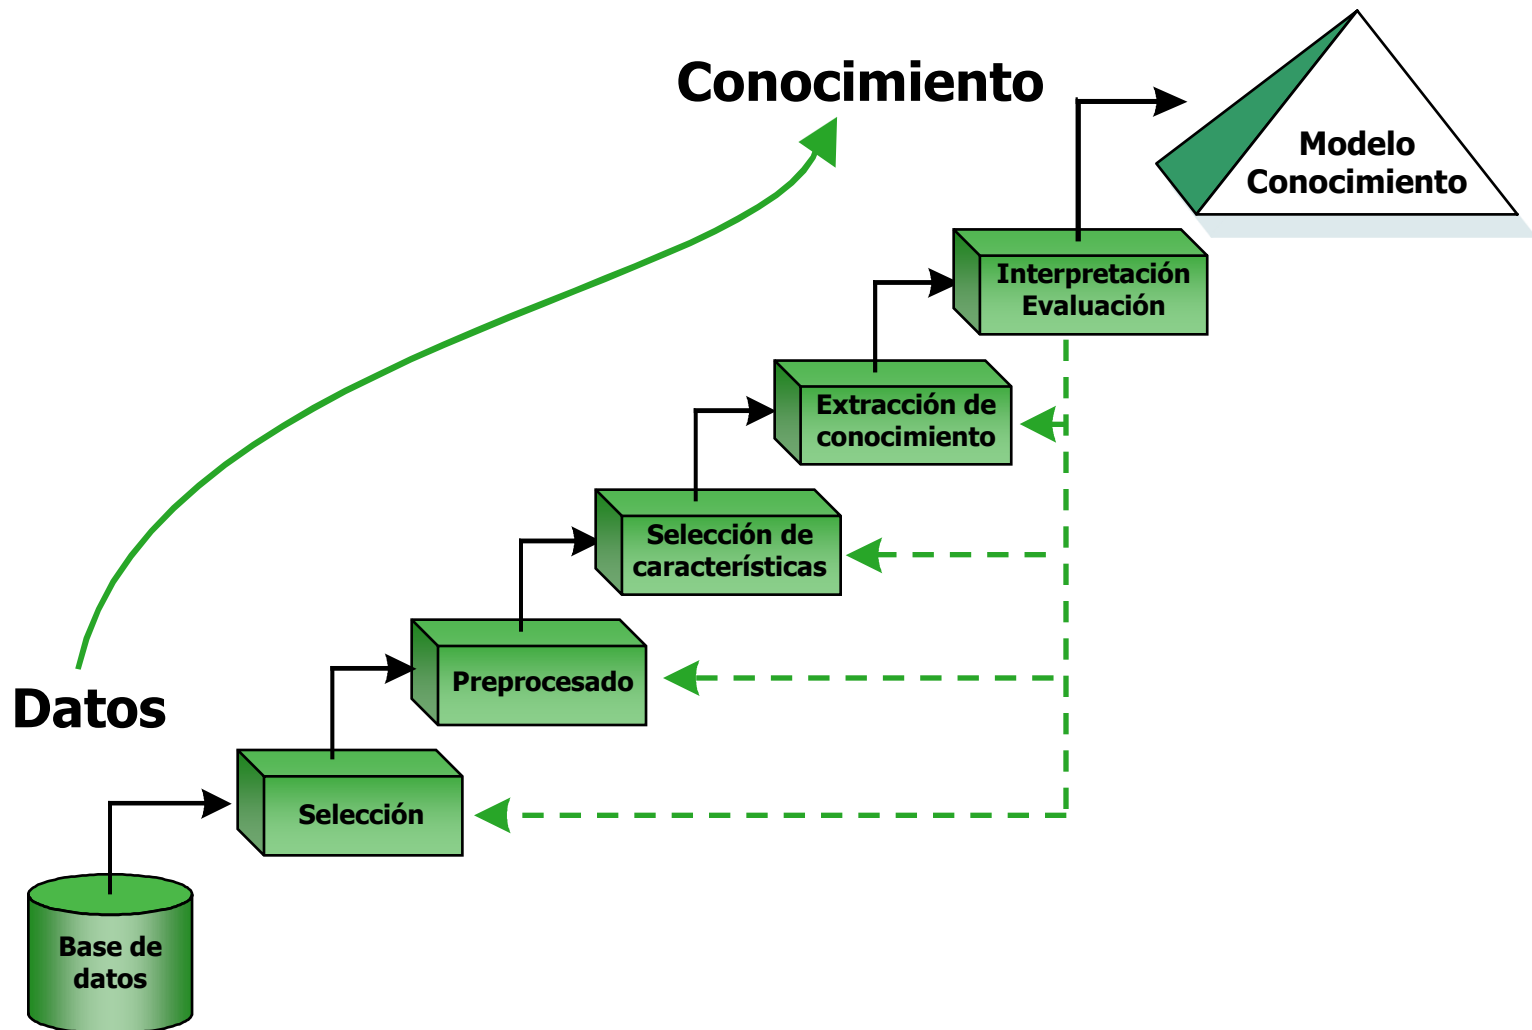 Conocimiento
Modelo
Conocimiento
Interpretación
Evaluación
Extracción de
conocimiento
Selección de
características
Preprocesado
Datos
Selección
Base de
datos